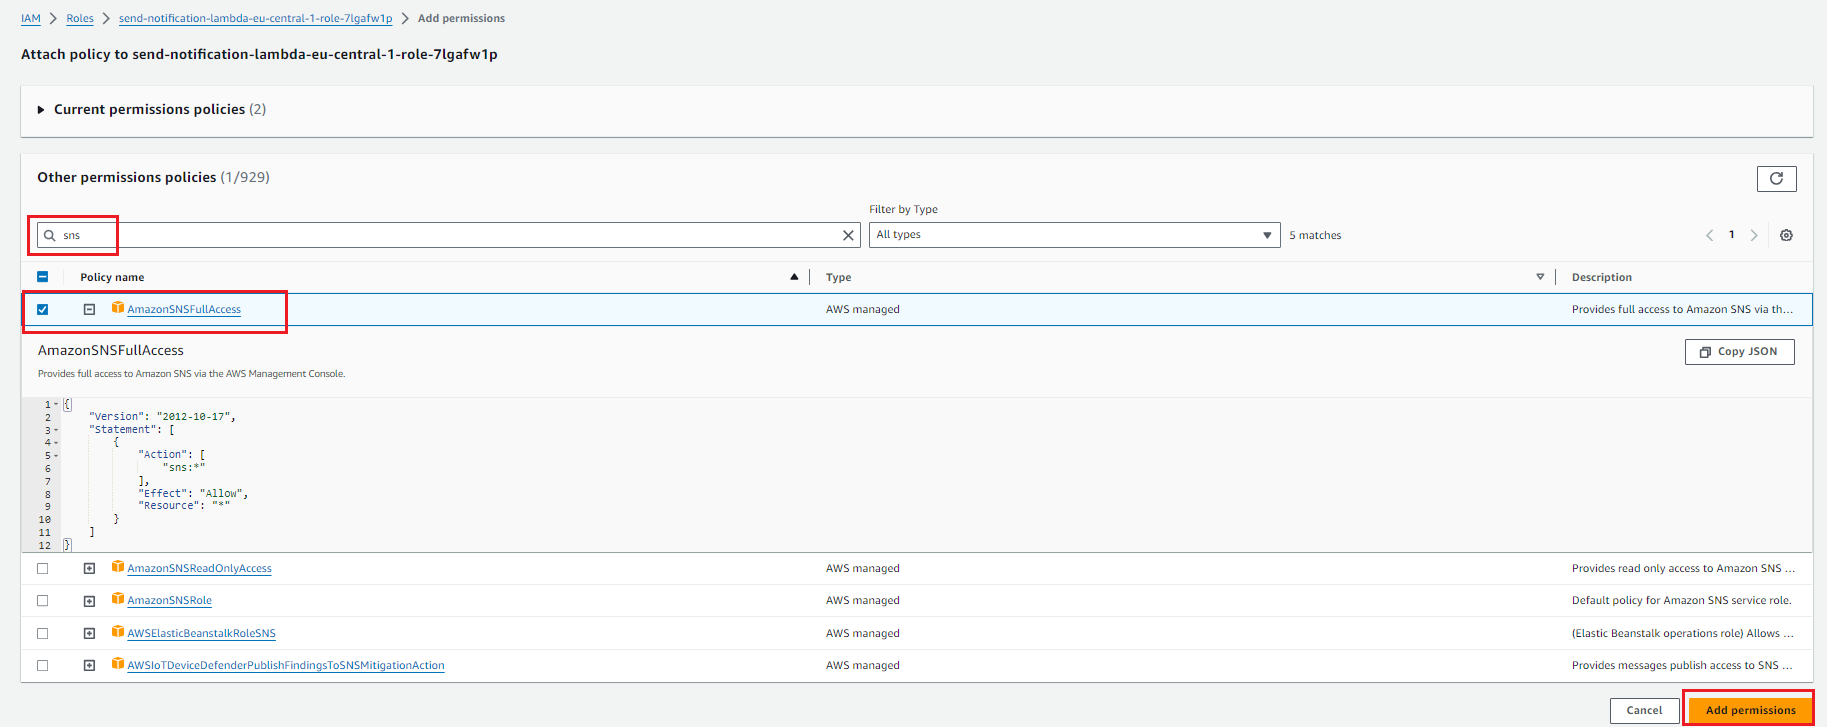 IAM > Roles > send-notification-lambda-eu-central-1-role-7lgafw1p > Add permissions
Attach policy to send-notification-lambda-eu-central-1-role-7lgafw1p
Current permissions policies (2)
Other permissions policies (1/929)
Filter by Type
sns
All types
5 matches
1
Policy name
Type
Description
AmazonSNSFullAccess
AWS managed
Provides full access to Amazon SNS via th...
AmazonSNSFullAccess
Copy JSON
Provides full access to Amazon SNS via the AWS Management Console.
1 {
2 "Version": "2012-10-17",
3 "Statement": [
4 {
5 "Action": [
6 "sns:*"
7 ],
8 "Effect": "Allow",
9 "Resource": "*"
10 }
11 ]
12 }
AmazonSNSReadOnlyAccess
AWS managed
Provides read only access to Amazon SNS ...
AmazonSNSRole
AWS managed
Default policy for Amazon SNS service role.
AWSElasticBeanstalkRoleSNS
AWS managed
(Elastic Beanstalk operations role) Allows ...
AWSIoTDeviceDefenderPublishFindingsToSNSMitigationAction
AWS managed
Provides messages publish access to SNS ...
Cancel
Add permissions